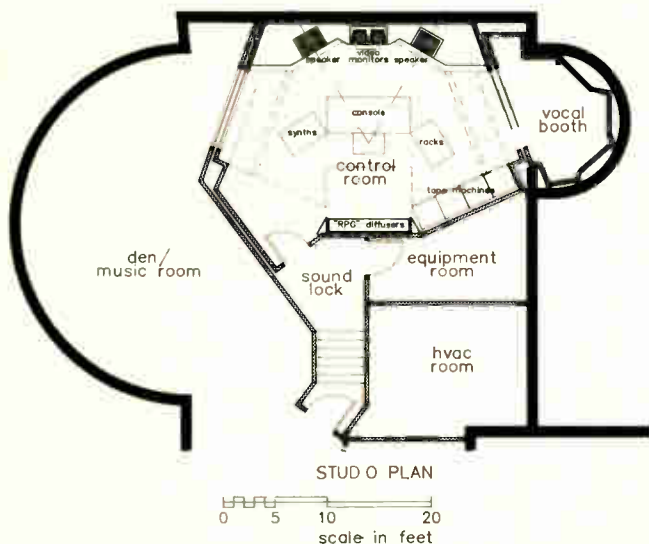 video
speaker monitors speaker
console
synths
racks
control
room
vocal
booth
tape machines
"RPG" diffusers
den/
music room
sound
lock
equipment
room
hvac
room
STUD O PLAN
0 5 10 20
scale in feet